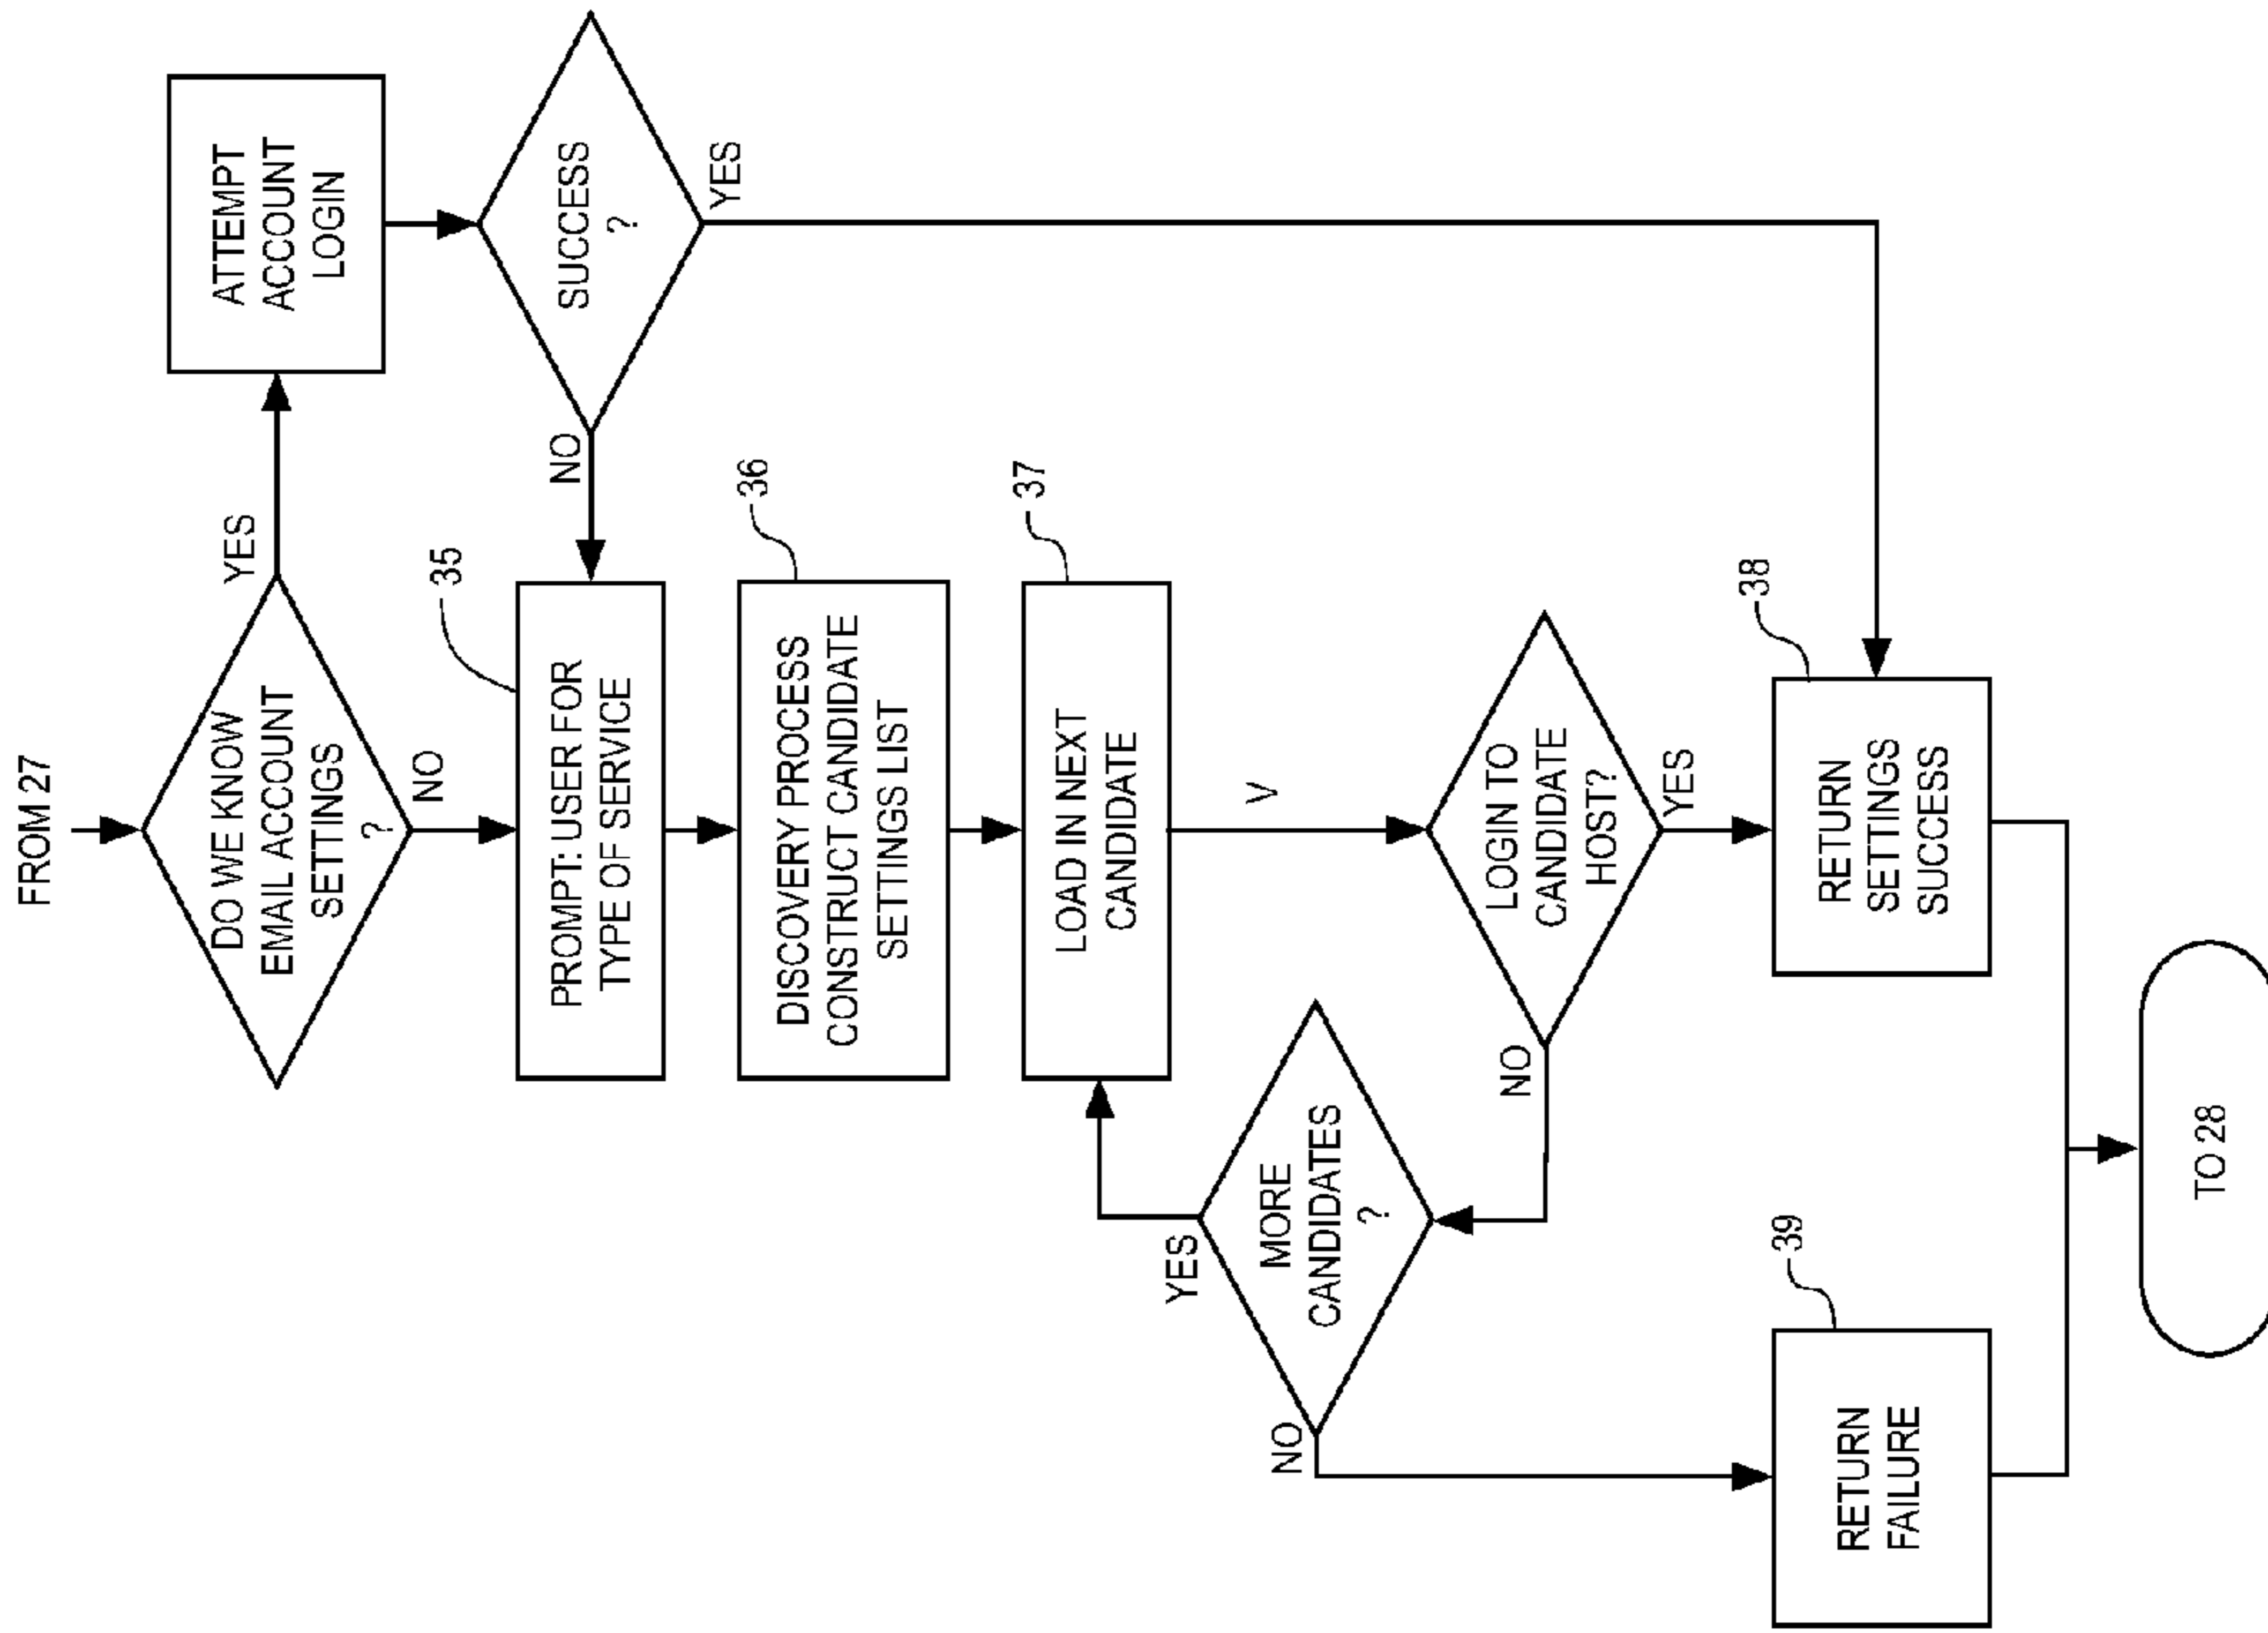 FROM 27
DO WE KNOW
EMAIL ACCOUNT
SETTINGS
?
YES
ATTEMPT
ACCOUNT
LOGIN
SUCCESS
?
YES
NO
NO
35
PROMPT: USER FOR
TYPE OF SERVICE
36
DISCOVERY PROCESS
CONSTRUCT CANDIDATE
SETTINGS LIST
37
LOAD IN NEXT
CANDIDATE
V
LOGIN TO
CANDIDATE
HOST?
YES
NO
MORE
CANDIDATES
?
YES
NO
38
RETURN
SETTINGS
SUCCESS
39
RETURN
FAILURE
TO 28